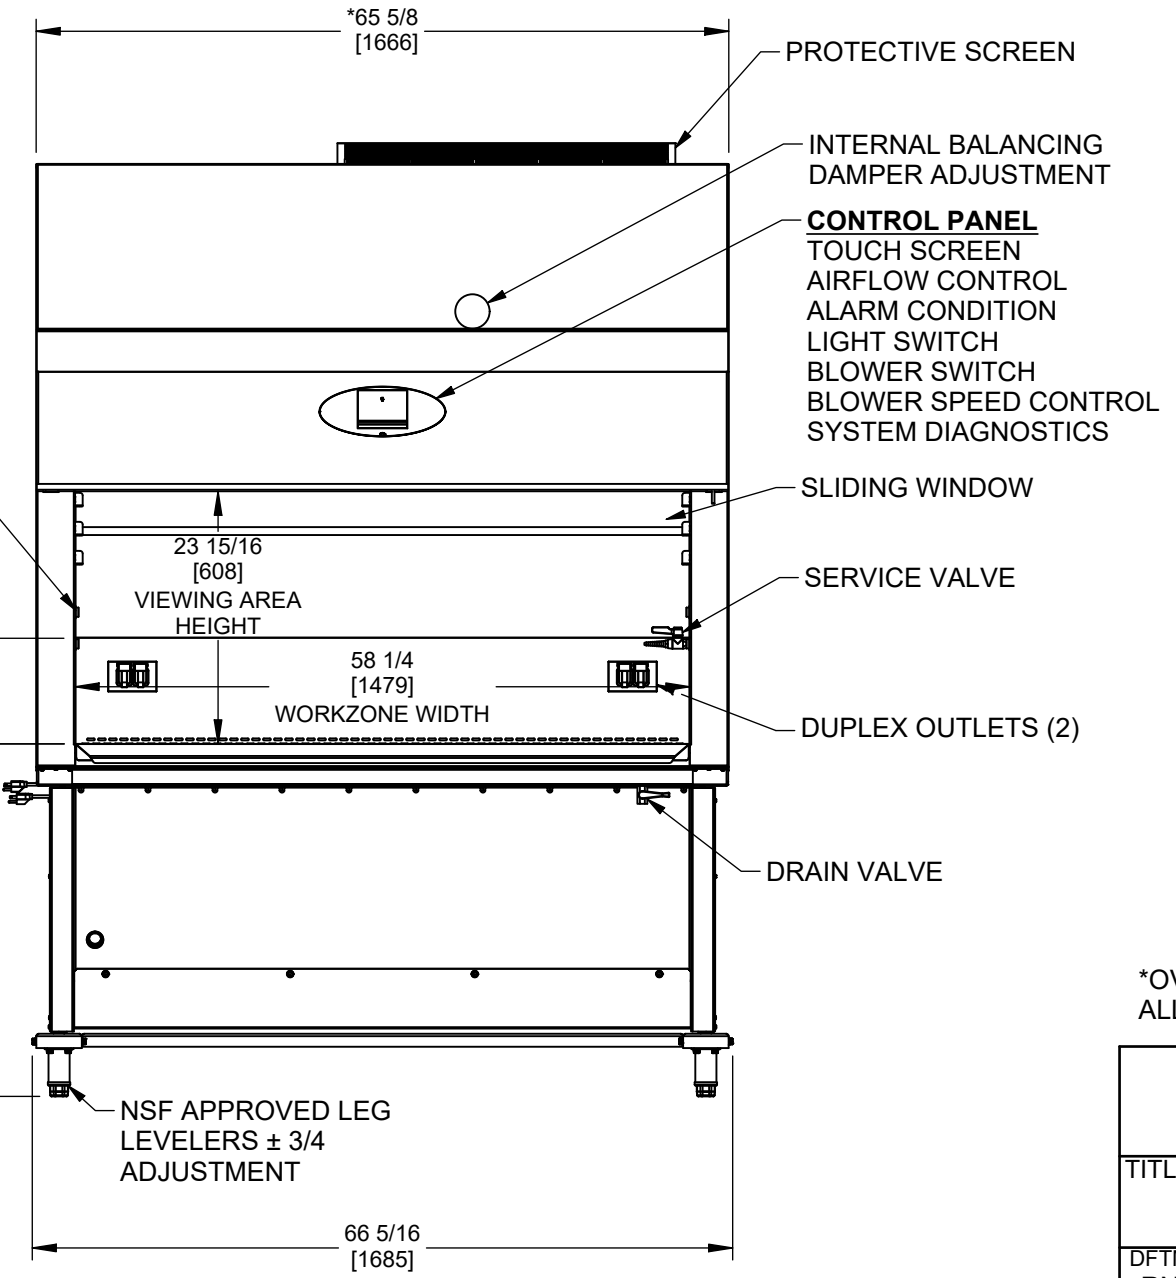 *65 5/8
[1666]
PROTECTIVE SCREEN
INTERNAL BALANCING
DAMPER ADJUSTMENT
CONTROL PANEL
TOUCH SCREEN
AIRFLOW CONTROL
ALARM CONDITION
LIGHT SWITCH
BLOWER SWITCH
BLOWER SPEED CONTROL
SYSTEM DIAGNOSTICS
SLIDING WINDOW
23 15/16
[608]
VIEWING AREA
HEIGHT
SERVICE VALVE
58 1/4
[1479]
WORKZONE WIDTH
DUPLEX OUTLETS (2)
DRAIN VALVE
NSF APPROVED LEG
LEVELERS ± 3/4
ADJUSTMENT
66 5/16
[1685]